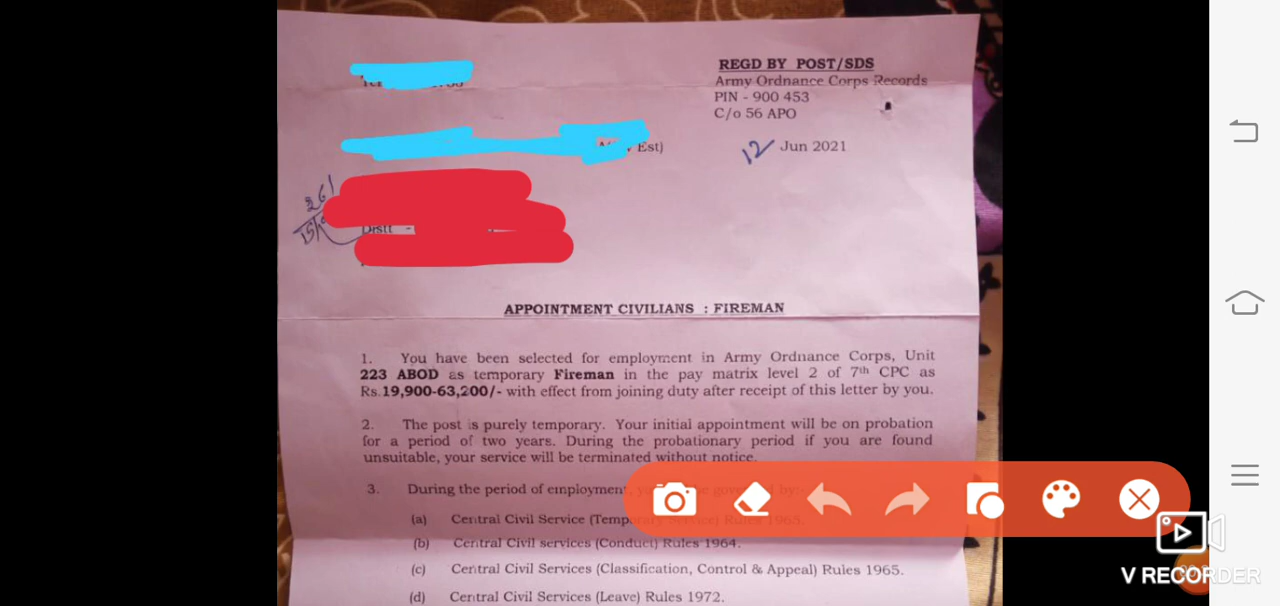 REGD BY POST/SDS
Army Ordnance Corps Records
PIN - 900 453
C/o 56 APO
Est)
12 Jun 2021
Distt -
APPOINTMENT CIVILIANS : FIREMAN
1. You have been selected for employment in Army Ordnance Corps, Unit
223 ABOD as temporary Fireman in the pay matrix level 2 of 7th CPC as
Rs.19,900-63,200/- with effect from joining duty after receipt of this letter by you.
2. The post is purely temporary. Your initial appointment will be on probation
for a period of two years. During the probationary period if you are found
unsuitable, your service will be terminated without notice.
3. During the period of employment, you be governed by:
(a) Central Civil Service (Temporary Service) Rules 1965.
(b) Central Civil services (Conduct) Rules 1964.
(c) Central Civil Services (Classification, Control & Appeal) Rules 1965.
(d) Central Civil Services (Leave) Rules 1972.
V RECORDER